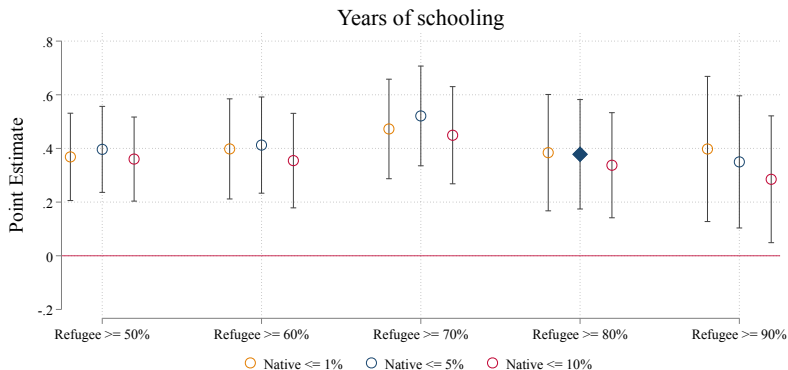 Years of schooling
Point Estimate
.8
.6
.4
.2
0
-.2
Refugee >= 50% Refugee >= 60% Refugee >= 70% Refugee >= 80% Refugee >= 90%
Native <= 1% Native <= 5% Native <= 10%